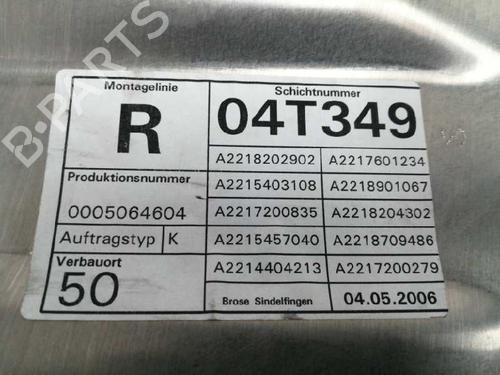 B-PARTS
Montagelinie
R
Schichtnummer
04T349
Produktionsnummer
0005064604
Auftragstyp K
Verbauort
50
A2218202902 A2217601234
A2215403108 A2218901067
A2217200835 A2218204302
A2215457040 A2218709486
A2214404213 A2217200279
Brose Sindelfingen 04.05.2006